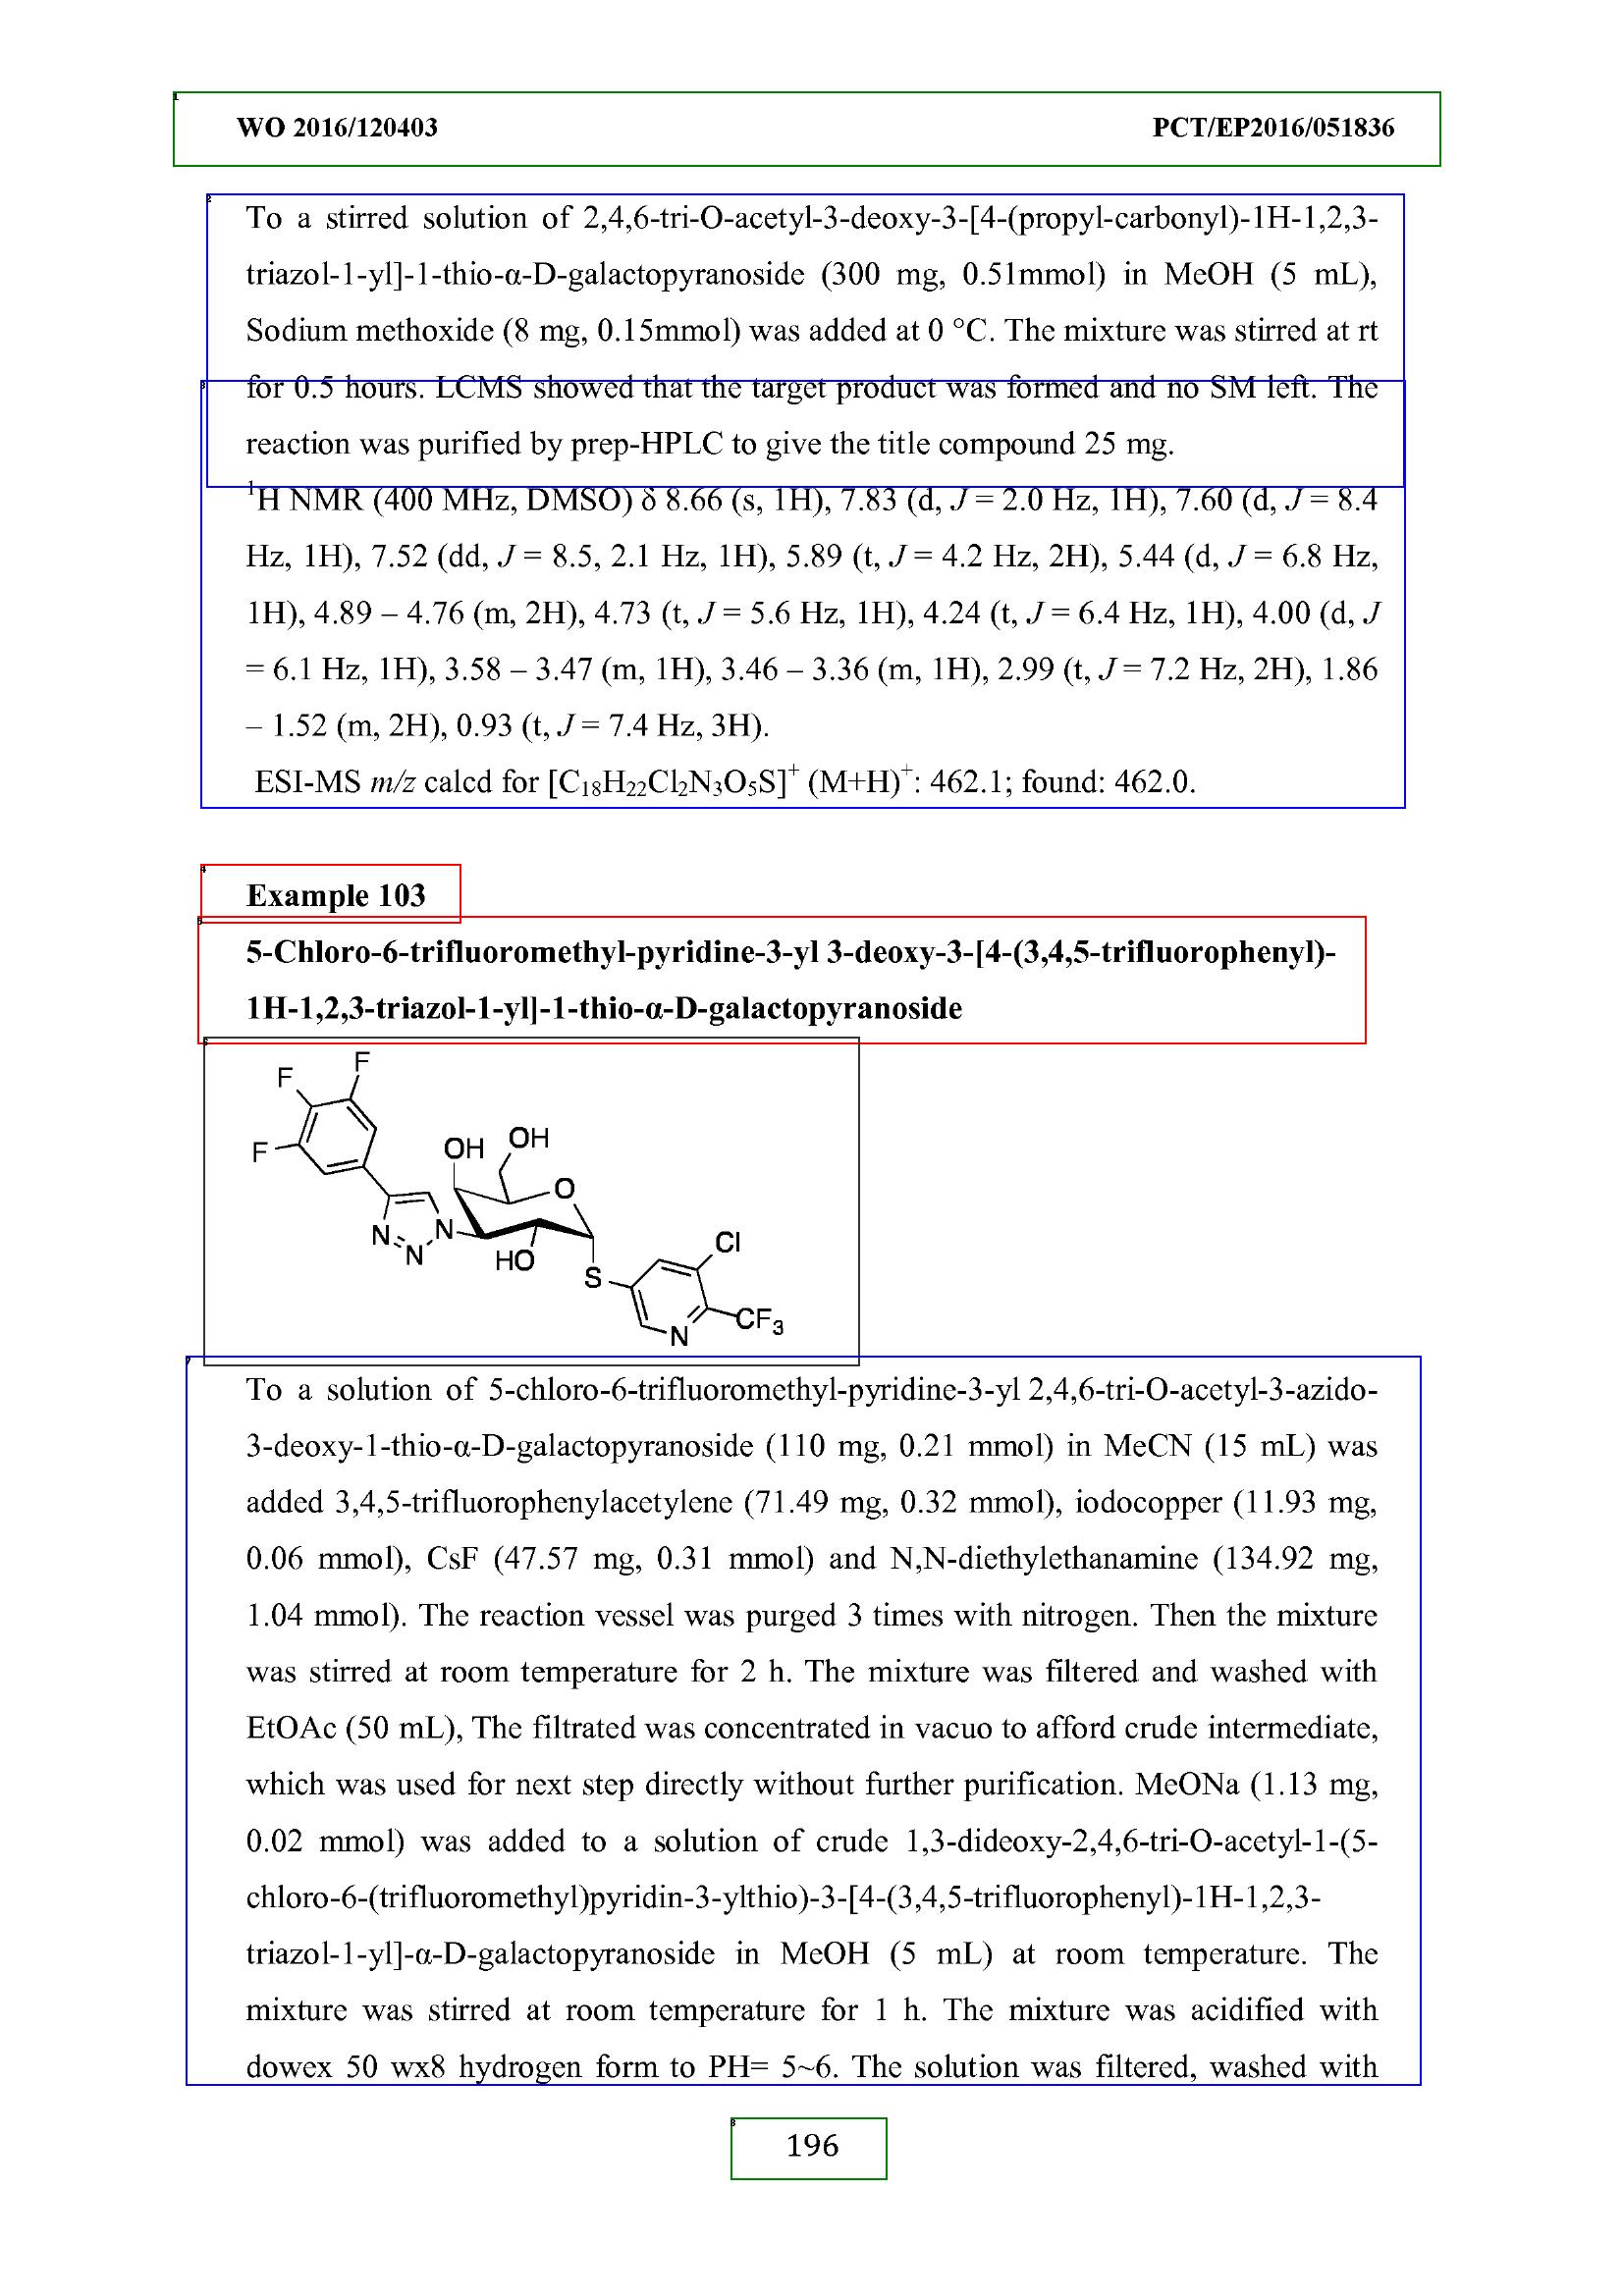 WO 2016/120403 PCT/EP2016/051836
To a stirred solution of 2,4,6-tri-O-acetyl-3-deoxy-3-[4-(propyl-carbonyl)-1H-1,2,3-
triazol-1-yl]-1-thio-α-D-galactopyranoside (300 mg, 0.51mmol) in MeOH (5 mL),
Sodium methoxide (8 mg, 0.15mmol) was added at 0 °C. The mixture was stirred at rt
for 0.5 hours. LCMS showed that the target product was formed and no SM left. The
reaction was purified by prep-HPLC to give the title compound 25 mg.
¹H NMR (400 MHz, DMSO) δ 8.66 (s, 1H), 7.83 (d, J = 2.0 Hz, 1H), 7.60 (d, J = 8.4
Hz, 1H), 7.52 (dd, J = 8.5, 2.1 Hz, 1H), 5.89 (t, J = 4.2 Hz, 2H), 5.44 (d, J = 6.8 Hz,
1H), 4.89 – 4.76 (m, 2H), 4.73 (t, J = 5.6 Hz, 1H), 4.24 (t, J = 6.4 Hz, 1H), 4.00 (d, J
= 6.1 Hz, 1H), 3.58 – 3.47 (m, 1H), 3.46 – 3.36 (m, 1H), 2.99 (t, J = 7.2 Hz, 2H), 1.86
– 1.52 (m, 2H), 0.93 (t, J = 7.4 Hz, 3H).
ESI-MS m/z calcd for [C₁₈H₂₂Cl₂N₃O₅S]⁺ (M+H)⁺: 462.1; found: 462.0.
Example 103
5-Chloro-6-trifluoromethyl-pyridine-3-yl 3-deoxy-3-[4-(3,4,5-trifluorophenyl)-
1H-1,2,3-triazol-1-yl]-1-thio-α-D-galactopyranoside
F
F
F
OH
OH
O
N
N
N
HO
S
Cl
CF₃
N
To a solution of 5-chloro-6-trifluoromethyl-pyridine-3-yl 2,4,6-tri-O-acetyl-3-azido-
3-deoxy-1-thio-α-D-galactopyranoside (110 mg, 0.21 mmol) in MeCN (15 mL) was
added 3,4,5-trifluorophenylacetylene (71.49 mg, 0.32 mmol), iodocopper (11.93 mg,
0.06 mmol), CsF (47.57 mg, 0.31 mmol) and N,N-diethylethanamine (134.92 mg,
1.04 mmol). The reaction vessel was purged 3 times with nitrogen. Then the mixture
was stirred at room temperature for 2 h. The mixture was filtered and washed with
EtOAc (50 mL), The filtrated was concentrated in vacuo to afford crude intermediate,
which was used for next step directly without further purification. MeONa (1.13 mg,
0.02 mmol) was added to a solution of crude 1,3-dideoxy-2,4,6-tri-O-acetyl-1-(5-
chloro-6-(trifluoromethyl)pyridin-3-ylthio)-3-[4-(3,4,5-trifluorophenyl)-1H-1,2,3-
triazol-1-yl]-α-D-galactopyranoside in MeOH (5 mL) at room temperature. The
mixture was stirred at room temperature for 1 h. The mixture was acidified with
dowex 50 wx8 hydrogen form to PH= 5~6. The solution was filtered, washed with
196